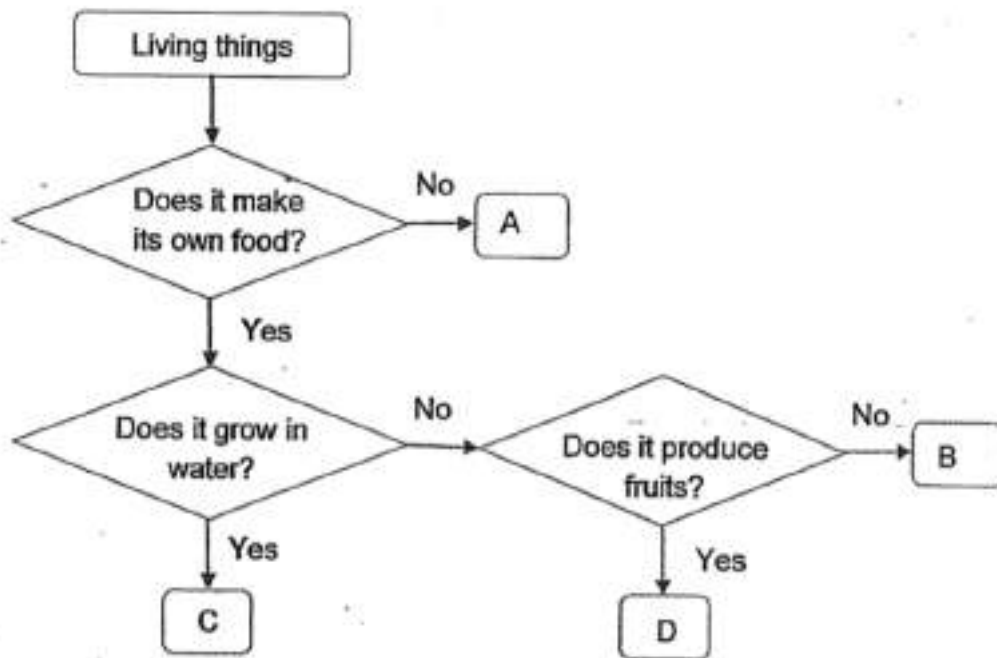 Living things
Does it make
its own food?
No
A
Yes
Does it grow in
water?
No
Does it produce
fruits?
No
B
Yes
C
Yes
D